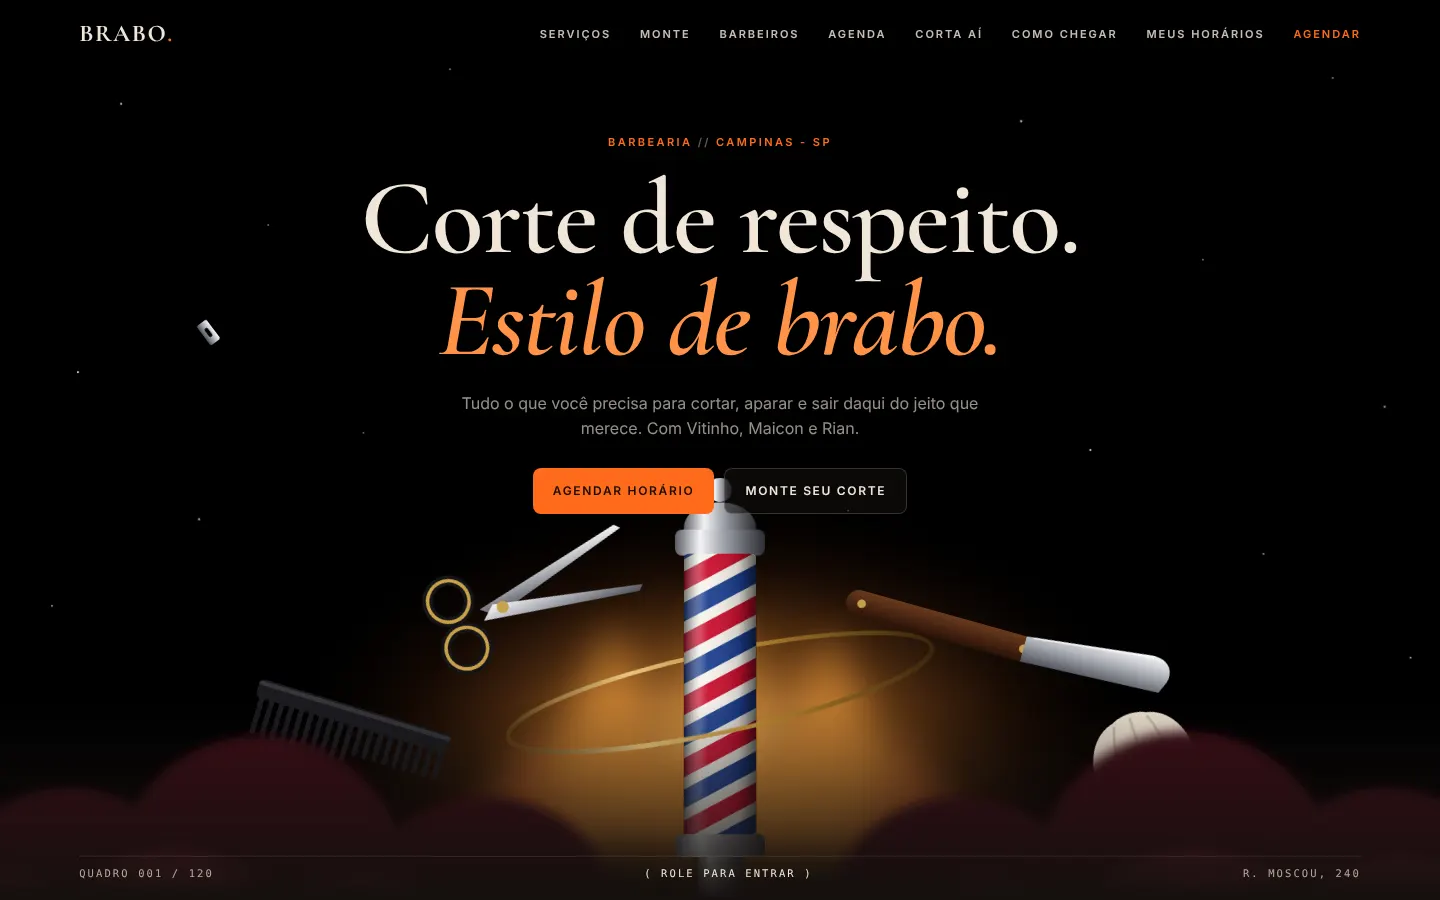 BRABO.
SERVIÇOS MONTE BARBEIROS AGENDA CORTA AÍ COMO CHEGAR MEUS HORÁRIOS AGENDAR
BARBEARIA // CAMPINAS - SP
Corte de respeito.
Estilo de brabo.
Tudo o que você precisa para cortar, aparar e sair daqui do jeito que
merece. Com Vitinho, Maicon e Rian.
AGENDAR HORÁRIO MONTE SEU CORTE
QUADRO 001 / 120 ( ROLE PARA ENTRAR ) R. MOSCOU, 240